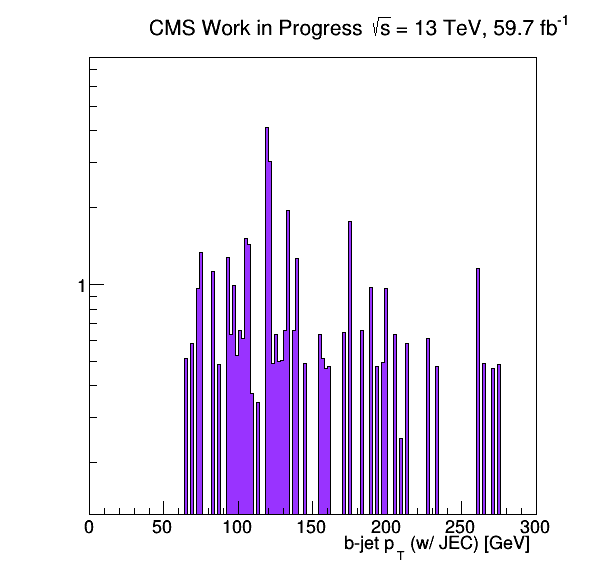 CMS Work in Progress √s = 13 TeV, 59.7 fb⁻¹
1
0 50 100 150 200 250 300
b-jet p_T (w/ JEC) [GeV]